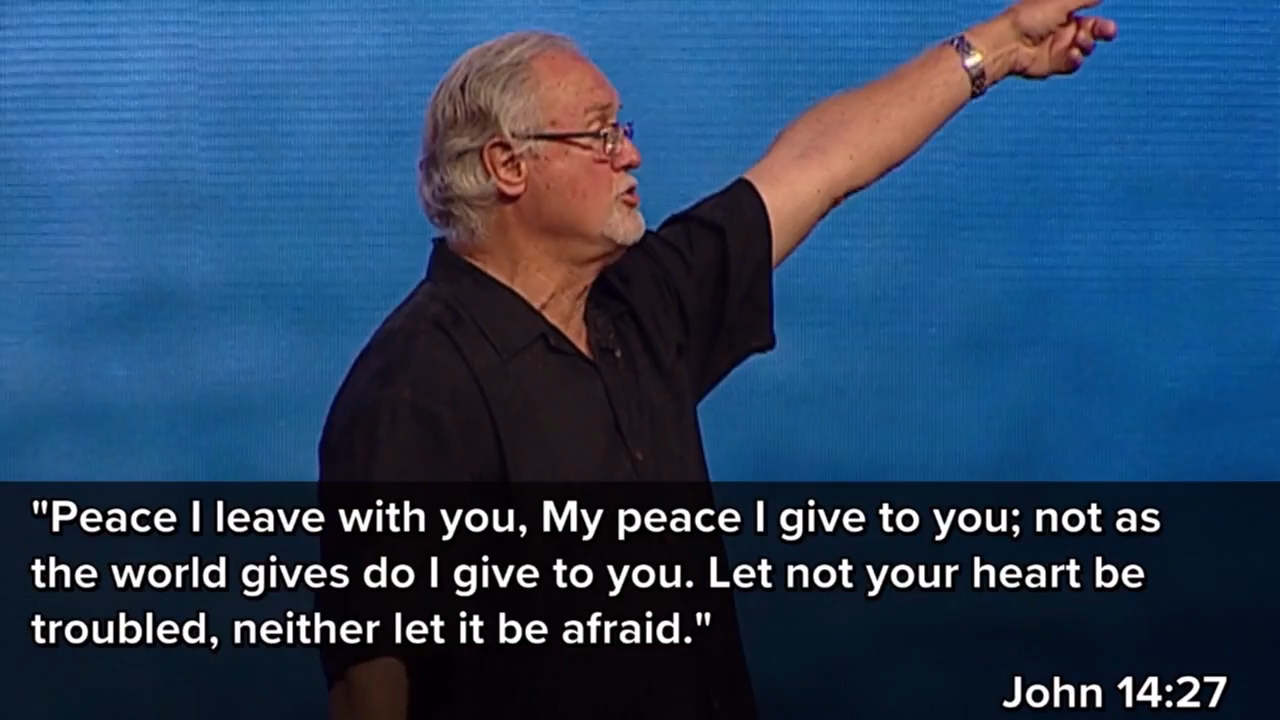 "Peace I leave with you, My peace I give to you; not as
the world gives do I give to you. Let not your heart be
troubled, neither let it be afraid."
John 14:27